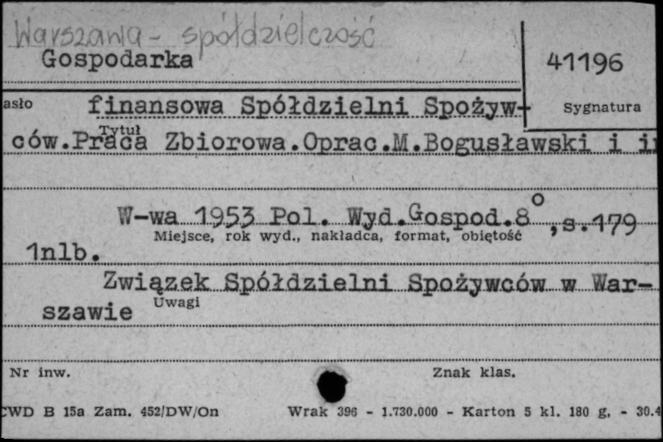 Warszawa - spółdzielczość
Gospodarka
41196
asło
finansowa Spółdzielni Spożyw-
Sygnatura
Tytuł
ców.Praca Zbiorowa.Oprac.M.Bogusławski i in
W-wa 1953 Pol. Wyd.Gospod.8°,s.179
Miejsce, rok wyd., nakładca, format, objętość
1nlb.
Związek Spółdzielni Spożywców w War-
Uwagi
szawie
Nr inw.
Znak klas.
CWD B 15a Zam. 452/DW/On
Wrak 396 - 1.730.000 - Karton 5 kl. 180 g. - 30.4